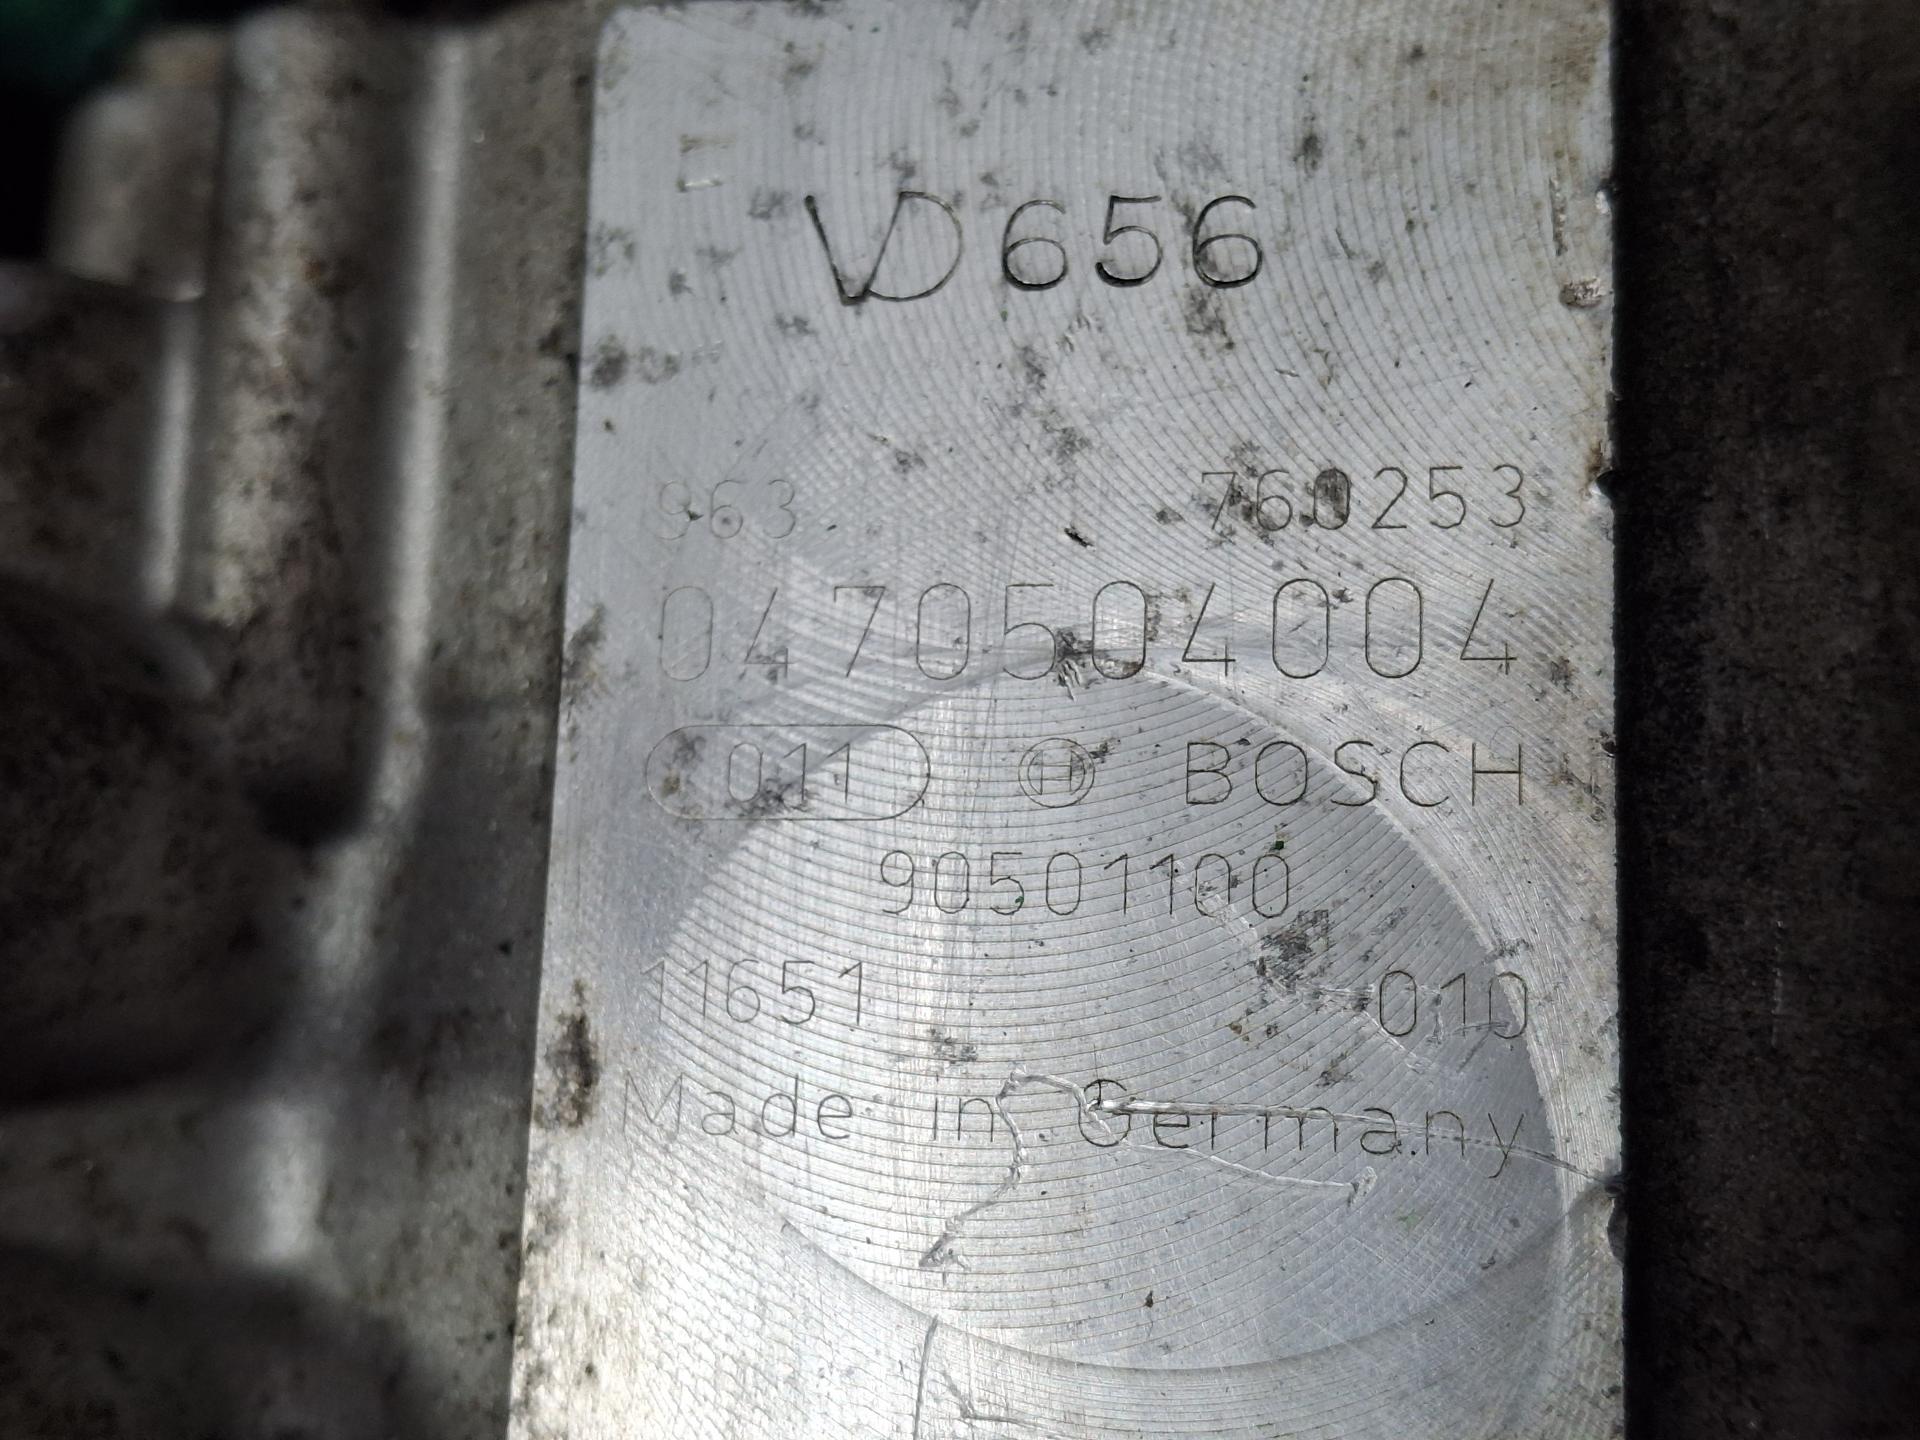 VD656
963 760253
0470504004
011 H BOSCH
90501100
11651 010
Made in Germany